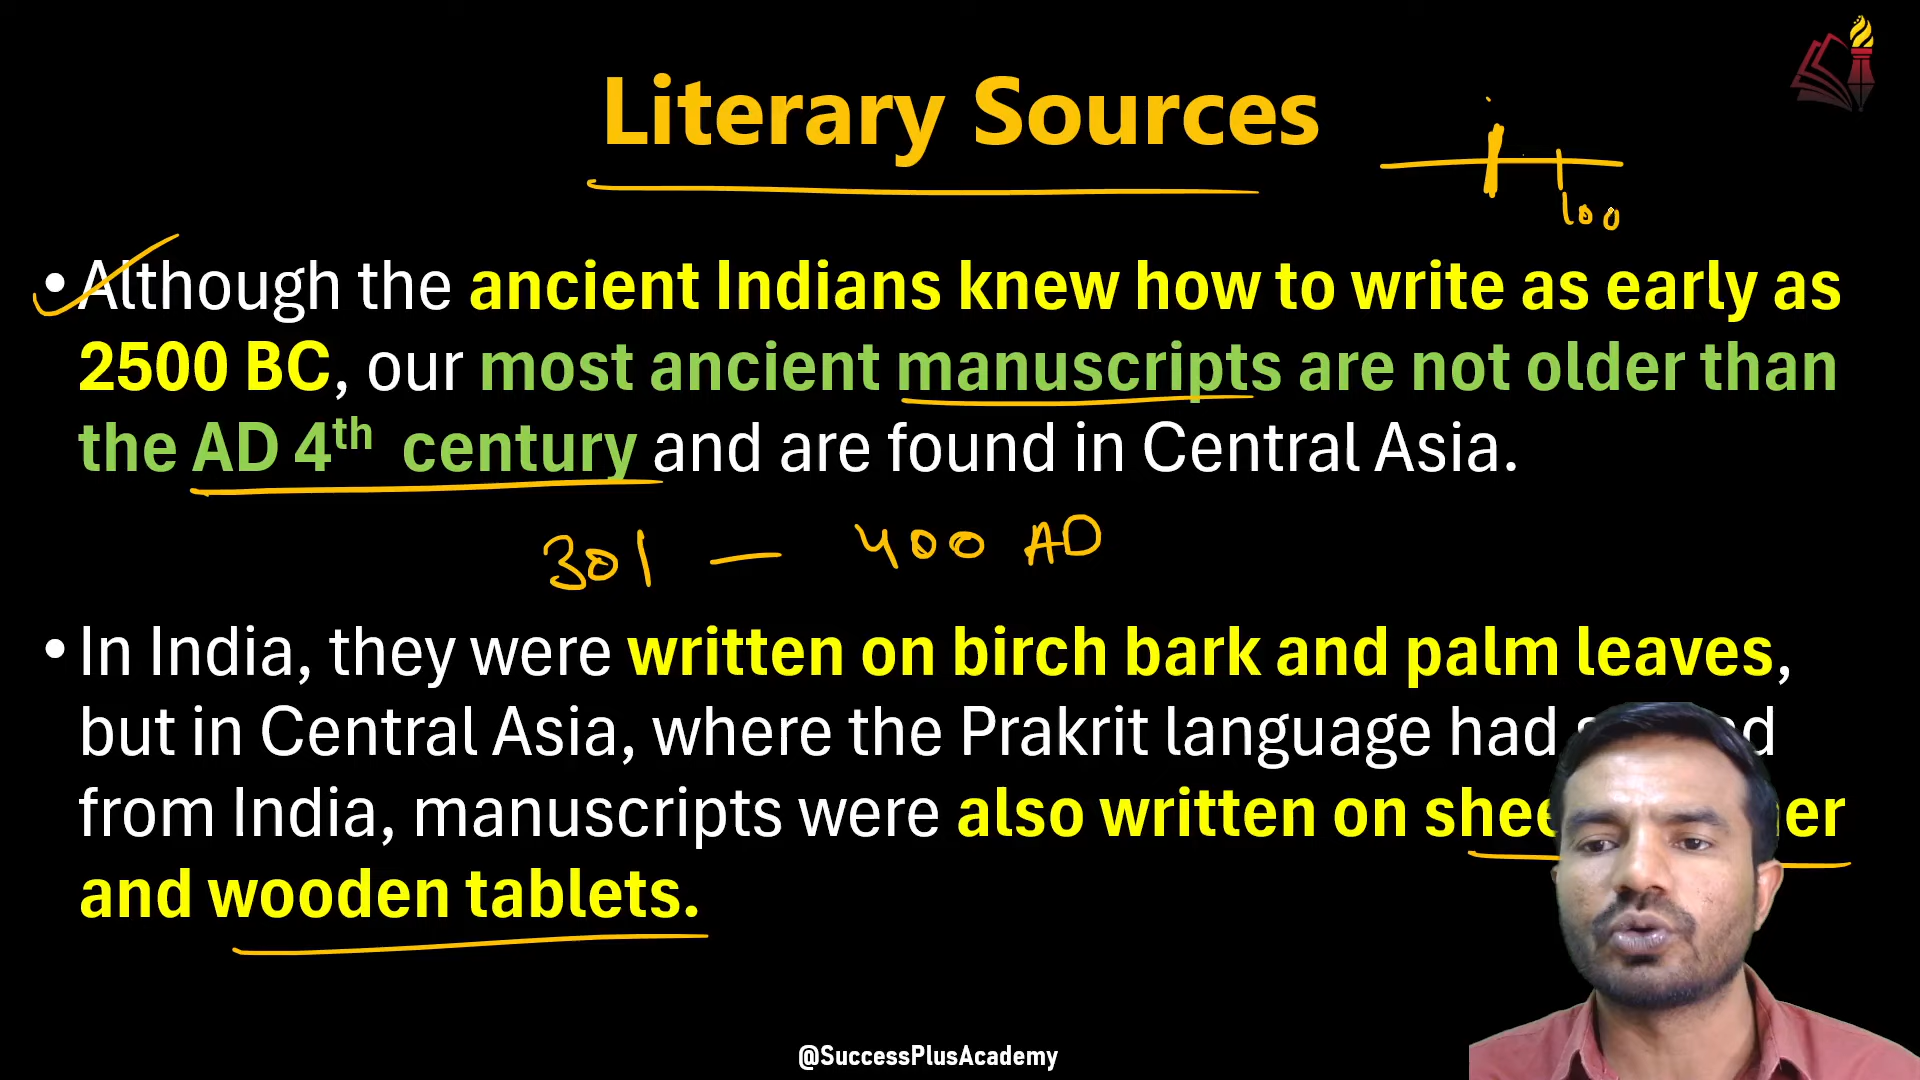 Literary Sources
100
• Although the ancient Indians knew how to write as early as
2500 BC, our most ancient manuscripts are not older than
the AD 4th century and are found in Central Asia.
301 — 400 AD
• In India, they were written on birch bark and palm leaves,
but in Central Asia, where the Prakrit language had
from India, manuscripts were also written on
and wooden tablets.
@SuccessPlusAcademy